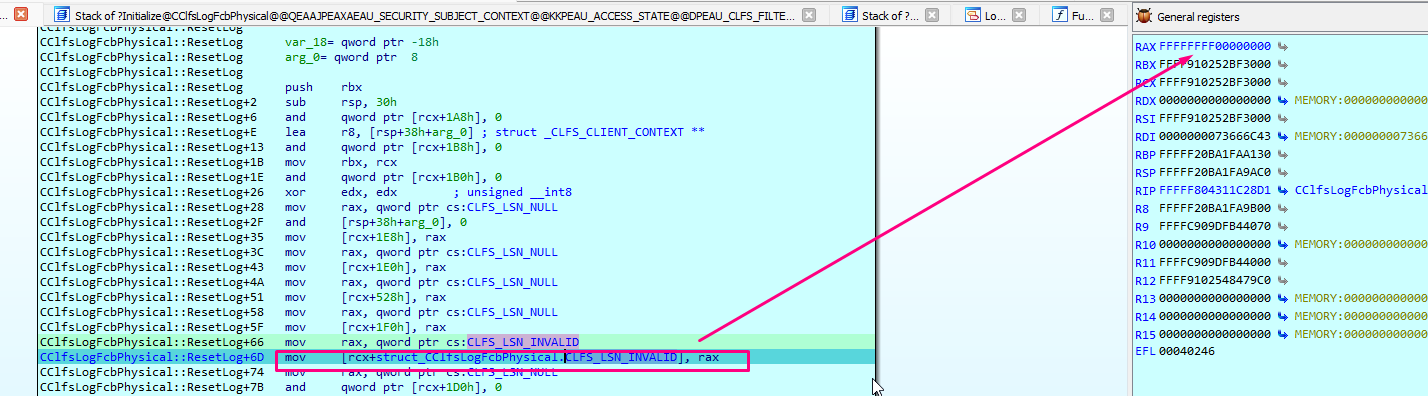 ... Stack of ?Initialize@CClfsLogFcbPhysical@@QEAAJPEAXAEAU_SECURITY_SUBJECT_CONTEXT@@KKPEAU_ACCESS_STATE@@DPEAU_CLFS_FILTE... Stack of ?... Lo... Fu... General registers
CClfsLogFcbPhysical::ResetLog
CClfsLogFcbPhysical::ResetLog var_18= qword ptr -18h
CClfsLogFcbPhysical::ResetLog arg_0= qword ptr 8
CClfsLogFcbPhysical::ResetLog
CClfsLogFcbPhysical::ResetLog push rbx
CClfsLogFcbPhysical::ResetLog+2 sub rsp, 30h
CClfsLogFcbPhysical::ResetLog+6 and qword ptr [rcx+1A8h], 0
CClfsLogFcbPhysical::ResetLog+E lea r8, [rsp+38h+arg_0] ; struct _CLFS_CLIENT_CONTEXT **
CClfsLogFcbPhysical::ResetLog+13 and qword ptr [rcx+1B8h], 0
CClfsLogFcbPhysical::ResetLog+1B mov rbx, rcx
CClfsLogFcbPhysical::ResetLog+1E and qword ptr [rcx+1B0h], 0
CClfsLogFcbPhysical::ResetLog+26 xor edx, edx ; unsigned __int8
CClfsLogFcbPhysical::ResetLog+28 mov rax, qword ptr cs:CLFS_LSN_NULL
CClfsLogFcbPhysical::ResetLog+2F and [rsp+38h+arg_0], 0
CClfsLogFcbPhysical::ResetLog+35 mov [rcx+1E8h], rax
CClfsLogFcbPhysical::ResetLog+3C mov rax, qword ptr cs:CLFS_LSN_NULL
CClfsLogFcbPhysical::ResetLog+43 mov [rcx+1E0h], rax
CClfsLogFcbPhysical::ResetLog+4A mov rax, qword ptr cs:CLFS_LSN_NULL
CClfsLogFcbPhysical::ResetLog+51 mov [rcx+528h], rax
CClfsLogFcbPhysical::ResetLog+58 mov rax, qword ptr cs:CLFS_LSN_NULL
CClfsLogFcbPhysical::ResetLog+5F mov [rcx+1F0h], rax
CClfsLogFcbPhysical::ResetLog+66 mov rax, qword ptr cs:CLFS_LSN_INVALID
CClfsLogFcbPhysical::ResetLog+6D mov [rcx+struct_CClfsLogFcbPhysical.CLFS_LSN_INVALID], rax
CClfsLogFcbPhysical::ResetLog+74 mov rax, qword ptr cs:CLFS_LSN_NULL
CClfsLogFcbPhysical::ResetLog+7B and qword ptr [rcx+1D0h], 0
RAX FFFFFFFF00000000
RBX FFFF910252BF3000
RCX FFFF910252BF3000
RDX 0000000000000000 MEMORY:000000000000
RSI FFFF910252BF3000
RDI 0000000073666C43 MEMORY:0000000073666
RBP FFFFF20BA1FAA130
RSP FFFFF20BA1FA9AC0
RIP FFFFF804311C28D1 CClfsLogFcbPhysical
R8 FFFFF20BA1FA9B00
R9 FFFFC909DFB44070
R10 0000000000000000 MEMORY:000000000000
R11 FFFFC909DFB44000
R12 FFFF9102548479C0
R13 0000000000000000 MEMORY:000000000000
R14 0000000000000000 MEMORY:000000000000
R15 0000000000000000 MEMORY:000000000000
EFL 00040246